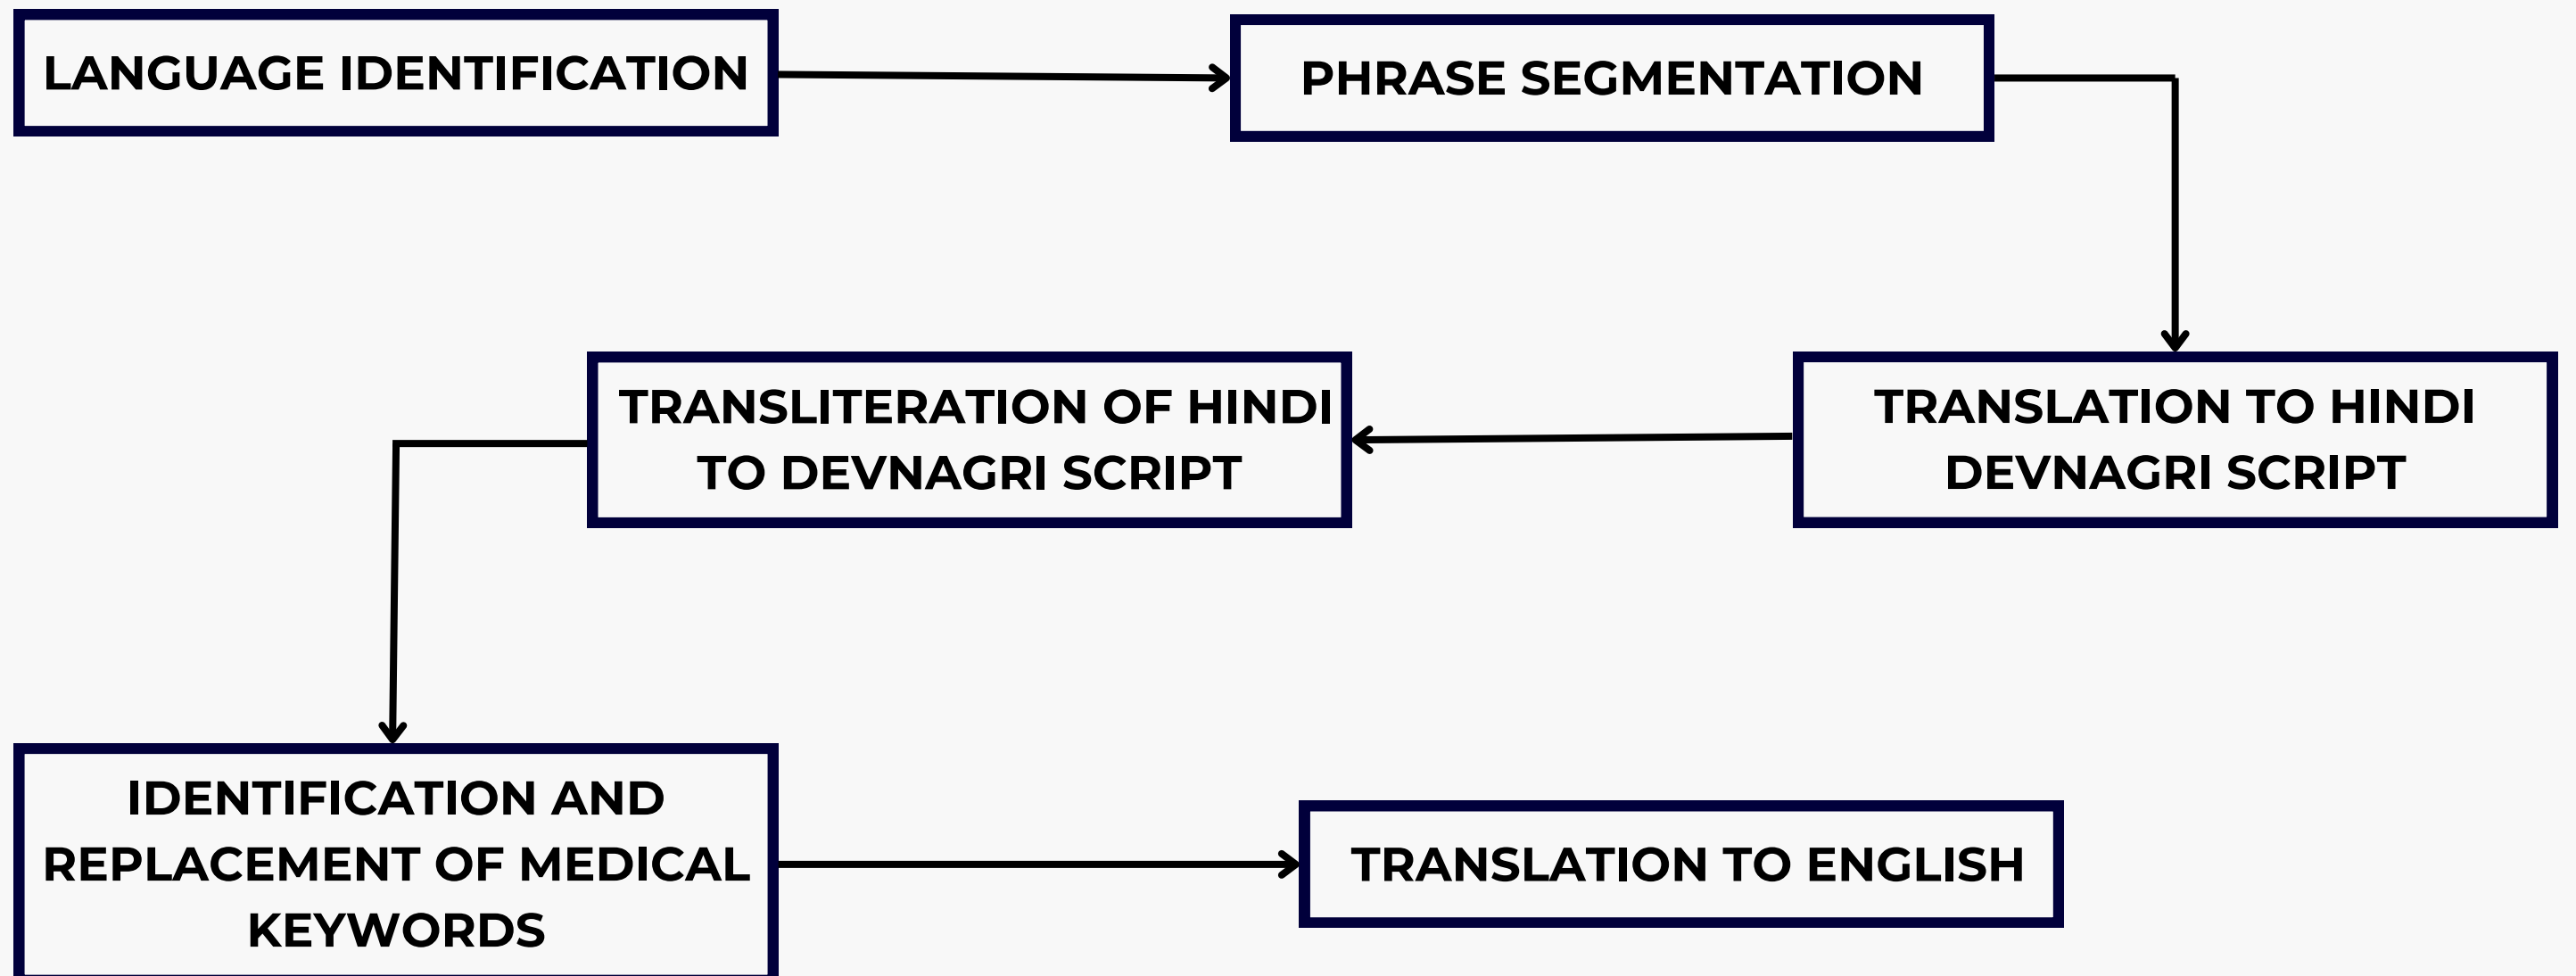 LANGUAGE IDENTIFICATION
PHRASE SEGMENTATION
TRANSLATION TO HINDI
DEVNAGRI SCRIPT
TRANSLITERATION OF HINDI
TO DEVNAGRI SCRIPT
IDENTIFICATION AND
REPLACEMENT OF MEDICAL
KEYWORDS
TRANSLATION TO ENGLISH